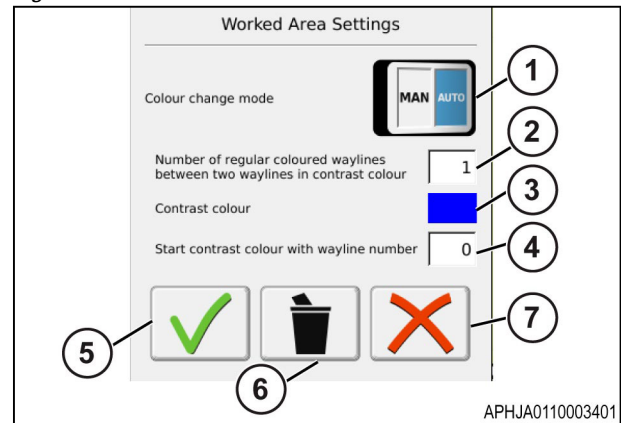 Worked Area Settings
1
Colour change mode
MAN AUTO
2
Number of regular coloured waylines
between two waylines in contrast colour
1
3
Contrast colour
Start contrast colour with wayline number
0
4
5
6
7
APHJA0110003401